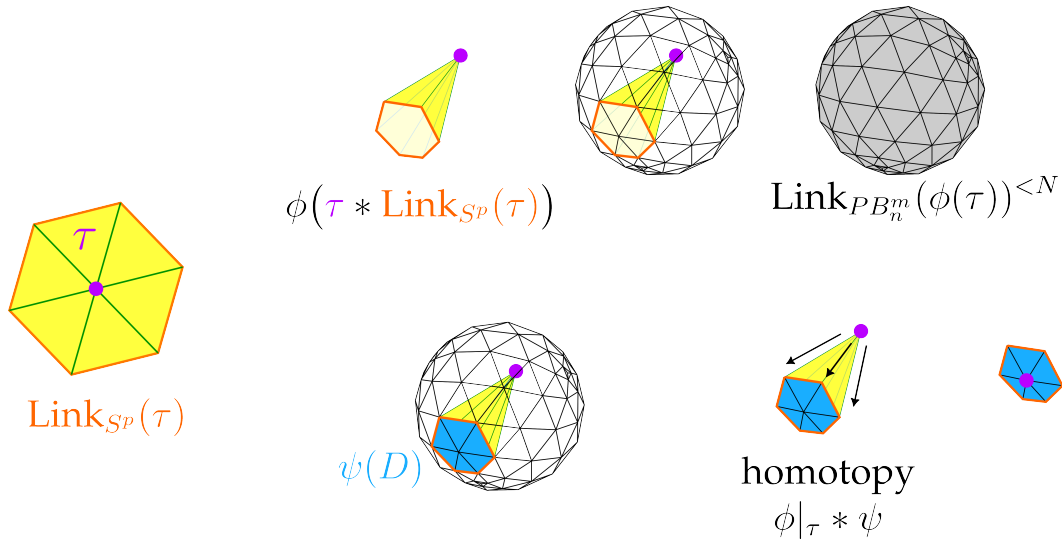 ϕ(τ ∗ Link_{S^p}(τ))
Link_{PB_n^m}(ϕ(τ))^{<N}
τ
Link_{S^p}(τ)
ψ(D)
homotopy
ϕ|_τ ∗ ψ